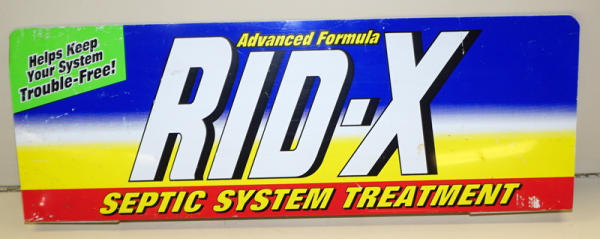 Helps Keep
Your System
Trouble-Free!
Advanced Formula
RID-X
SEPTIC SYSTEM TREATMENT